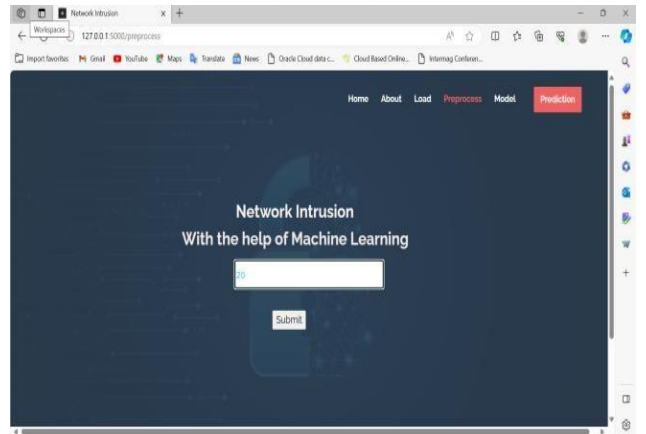 Network Intrusion
Workspaces
127.0.0.1:5000/preprocess
Import favorites Gmail YouTube Maps Translate News Oracle Cloud data c... Cloud Based Online... Intermag Conferen...
Home About Load Preprocess Model Prediction
Network Intrusion
With the help of Machine Learning
20
Submit